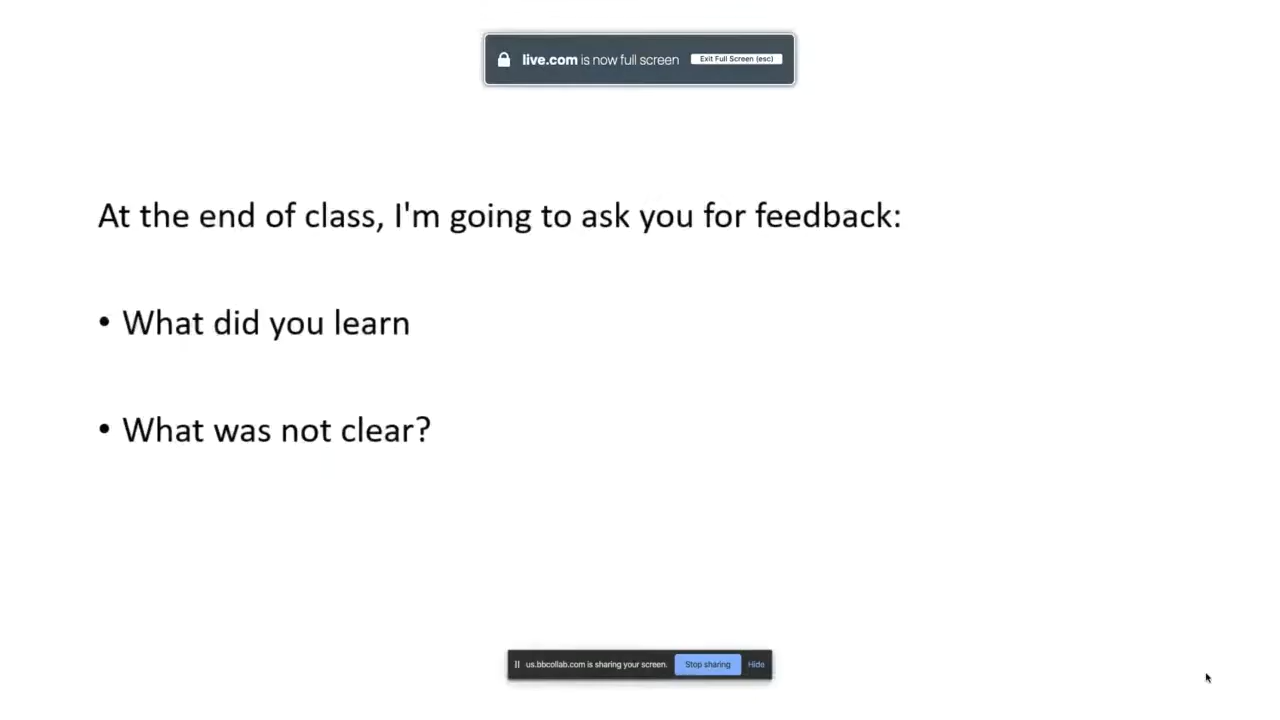 live.com is now full screen Exit Full Screen (esc)
At the end of class, I'm going to ask you for feedback:
• What did you learn
• What was not clear?
us.bbcollab.com is sharing your screen. Stop sharing Hide